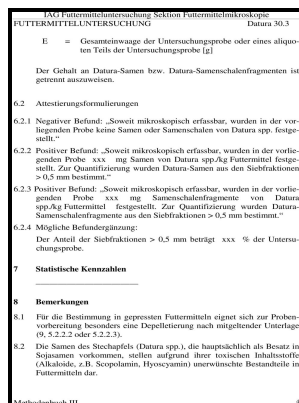 IAG Futtermitteluntersuchung Sektion Futtermittelmikroskopie
FUTTERMITTELUNTERSUCHUNG Datura 30.3
E = Gesamteinwaage der Untersuchungsprobe oder eines aliquo-
ten Teils der Untersuchungsprobe [g]
Der Gehalt an Datura-Samen bzw. Datura-Samenschalenfragmenten ist
getrennt auszuweisen.
6.2 Attestierungsformulierungen
6.2.1 Negativer Befund: „Soweit mikroskopisch erfassbar, wurden in der vor-
liegenden Probe keine Samen oder Samenschalen von Datura spp. festge-
stellt.“
6.2.2 Positiver Befund: „Soweit mikroskopisch erfassbar, wurden in der vorlie-
genden Probe xxx mg Samen von Datura spp./kg Futtermittel festge-
stellt. Zur Quantifizierung wurden Datura-Samen aus den Siebfraktionen
> 0,5 mm bestimmt.“
6.2.3 Positiver Befund: „Soweit mikroskopisch erfassbar, wurden in der vorlie-
genden Probe xxx mg Samenschalenfragmente von Datura
spp./kg Futtermittel festgestellt. Zur Quantifizierung wurden Datura-
Samenschalenfragmente aus den Siebfraktionen > 0,5 mm bestimmt.“
6.2.4 Mögliche Befundergänzung:
Der Anteil der Siebfraktionen > 0,5 mm beträgt xxx % der Untersu-
chungsprobe.
7 Statistische Kennzahlen
8 Bemerkungen
8.1 Für die Bestimmung in gepressten Futtermitteln eignet sich zur Proben-
vorbereitung besonders eine Depelletierung nach mitgeltender Unterlage
(9, 5.2.2.2 oder 5.2.2.3).
8.2 Die Samen des Stechapfels (Datura spp.), die hauptsächlich als Besatz in
Sojasamen vorkommen, stellen aufgrund ihrer toxischen Inhaltsstoffe
(Alkaloide, z.B. Scopolamin, Hyoscyamin) unerwünschte Bestandteile in
Futtermitteln dar.
Methodenbuch III 4